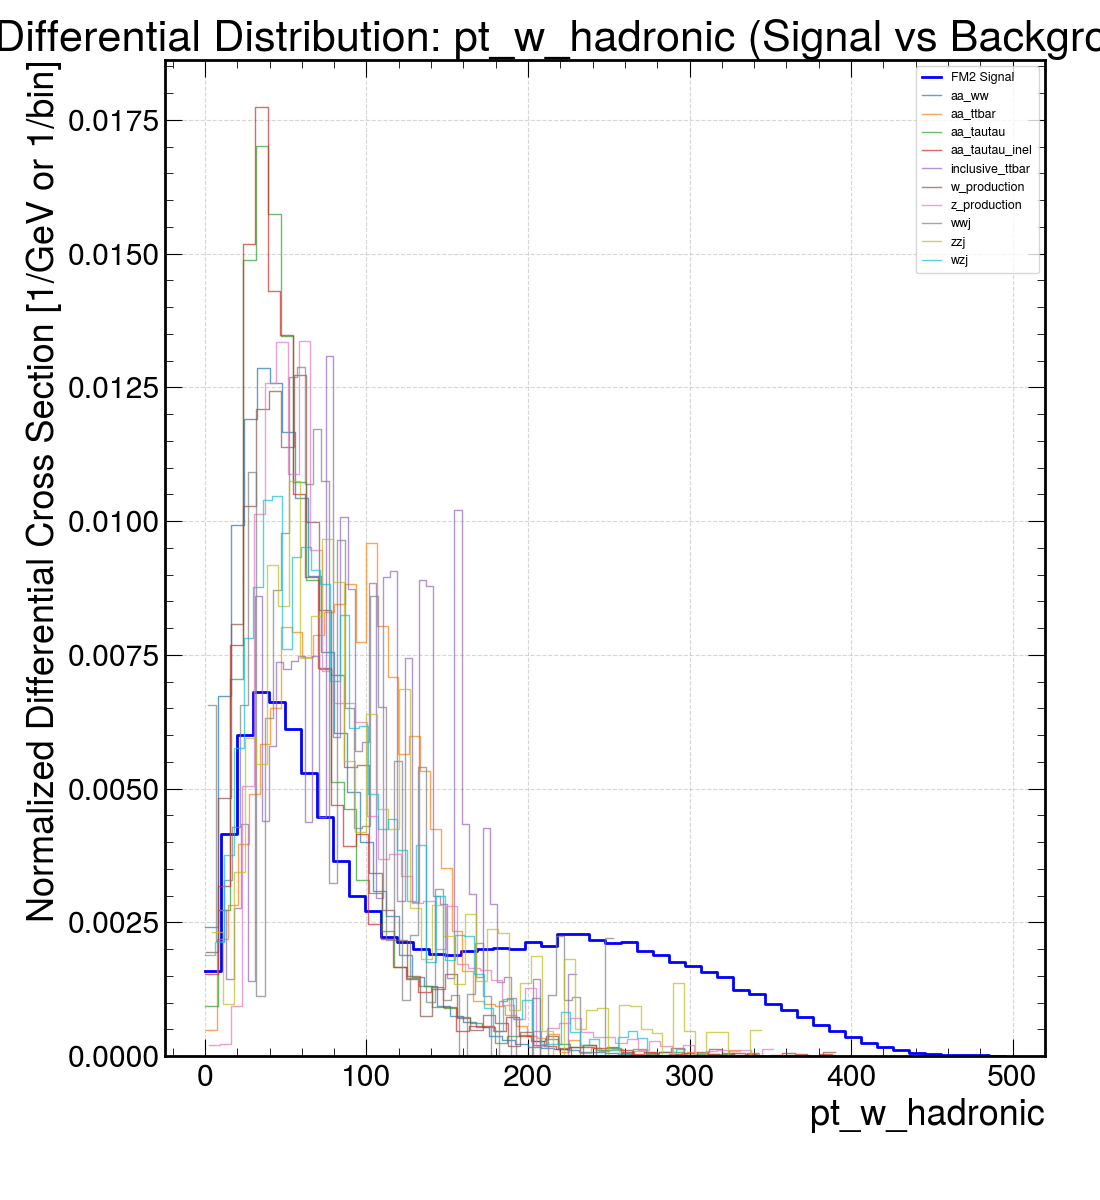 Differential Distribution: pt_w_hadronic (Signal vs Backgro
Normalized Differential Cross Section [1/GeV or 1/bin]
0.0175
0.0150
0.0125
0.0100
0.0075
0.0050
0.0025
0.0000
0 100 200 300 400 500
pt_w_hadronic
FM2 Signal
aa_ww
aa_ttbar
aa_tautau
aa_tautau_inel
inclusive_ttbar
w_production
z_production
wwj
zzj
wzj